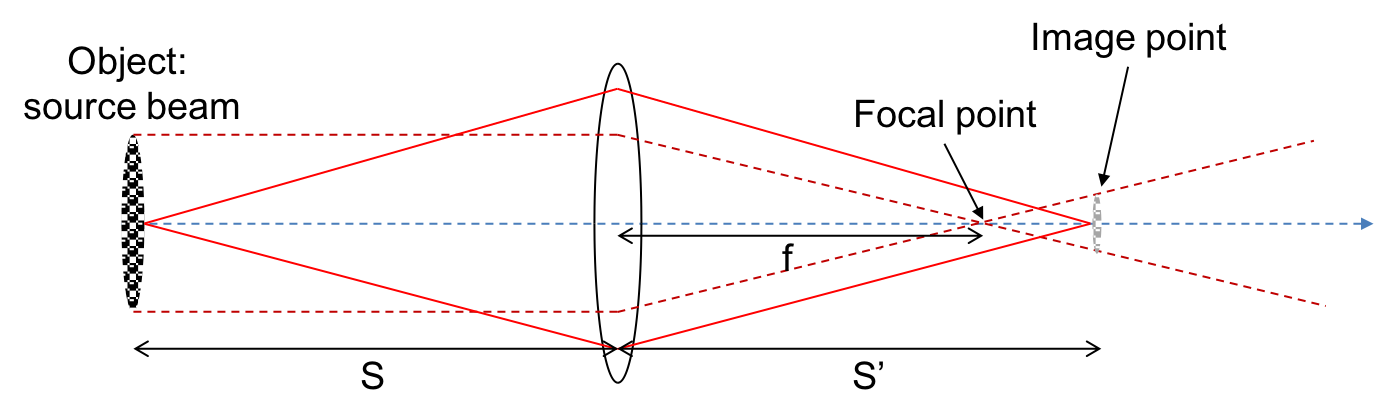 Object:
source beam
Image point
Focal point
f
S
S’